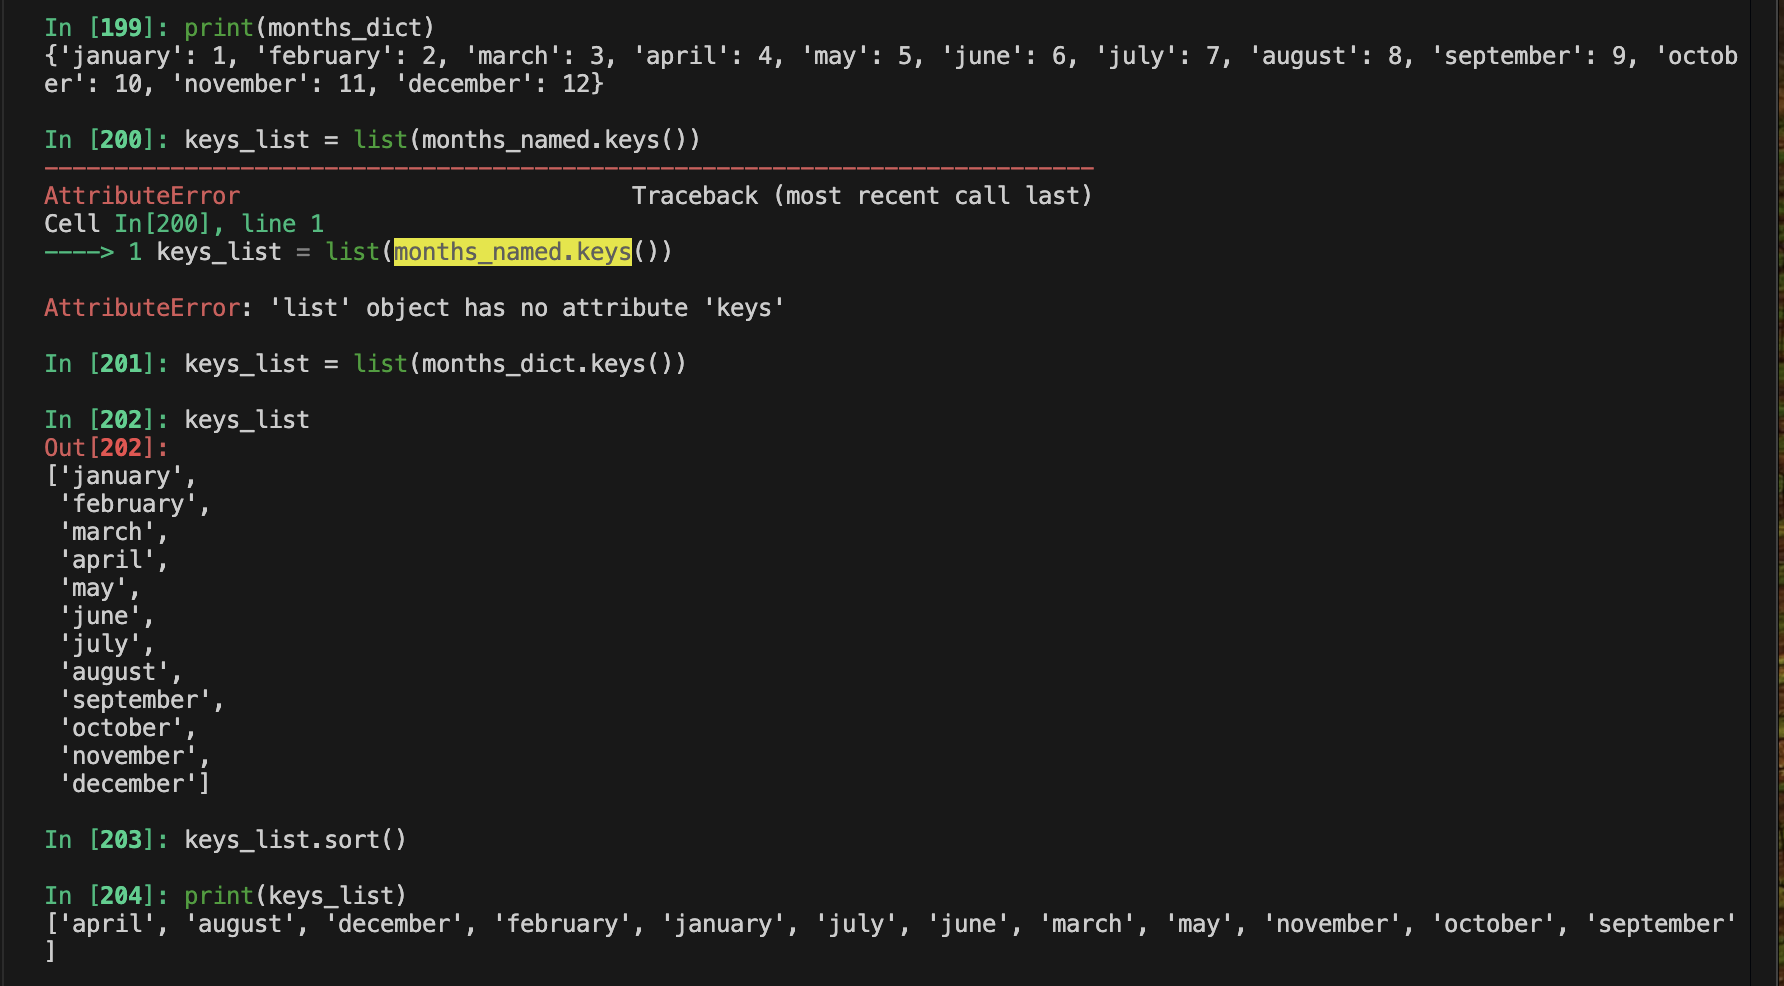 In [199]: print(months_dict)
{'january': 1, 'february': 2, 'march': 3, 'april': 4, 'may': 5, 'june': 6, 'july': 7, 'august': 8, 'september': 9, 'octob
er': 10, 'november': 11, 'december': 12}
In [200]: keys_list = list(months_named.keys())
---------------------------------------------------------------------------
AttributeError                            Traceback (most recent call last)
Cell In[200], line 1
----> 1 keys_list = list(months_named.keys())
AttributeError: 'list' object has no attribute 'keys'
In [201]: keys_list = list(months_dict.keys())
In [202]: keys_list
Out[202]:
['january',
 'february',
 'march',
 'april',
 'may',
 'june',
 'july',
 'august',
 'september',
 'october',
 'november',
 'december']
In [203]: keys_list.sort()
In [204]: print(keys_list)
['april', 'august', 'december', 'february', 'january', 'july', 'june', 'march', 'may', 'november', 'october', 'september'
]